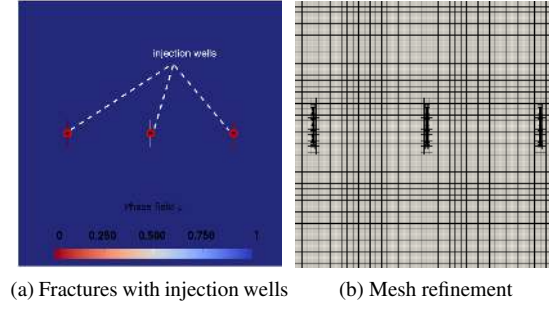 injection wells
Phase field
0 0.250 0.500 0.750 1
(a) Fractures with injection wells
(b) Mesh refinement